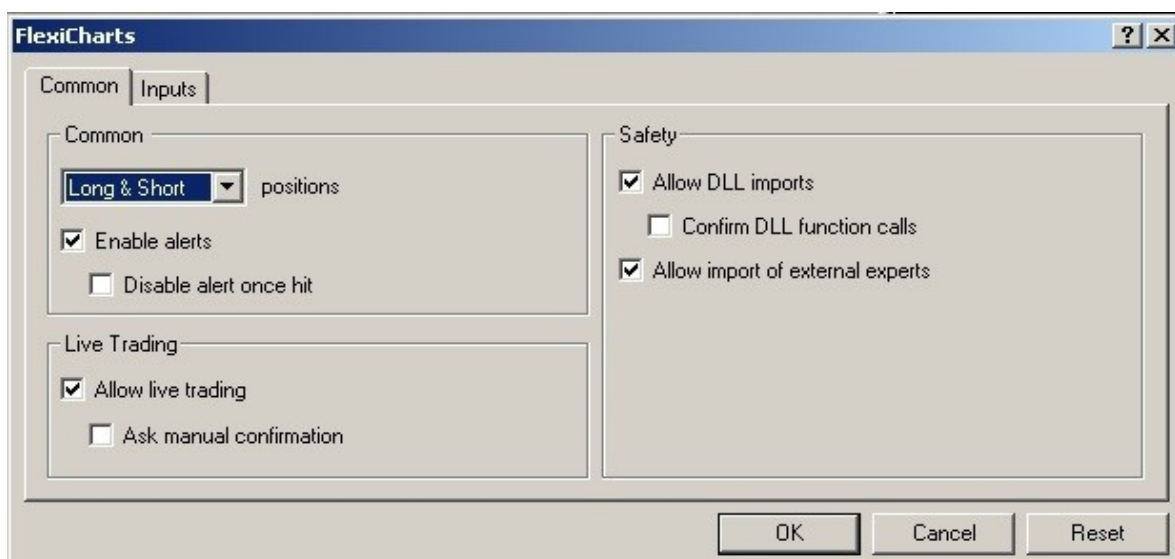 FlexiCharts
Common
Inputs
Common
Long & Short
positions
Enable alerts
Disable alert once hit
Live Trading
Allow live trading
Ask manual confirmation
Safety
Allow DLL imports
Confirm DLL function calls
Allow import of external experts
OK
Cancel
Reset